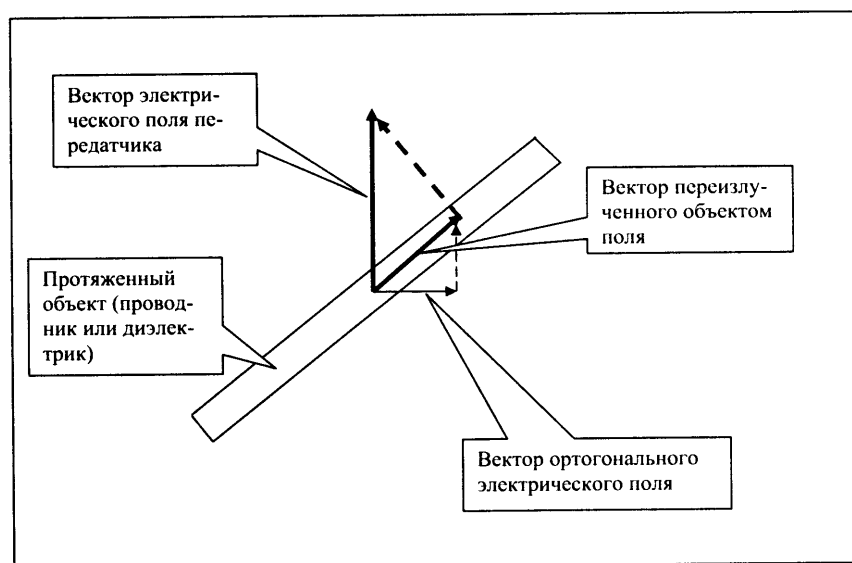 Вектор электри-
ческого поля пе-
редатчика
Вектор переизлу-
ченного объектом
поля
Протяженный
объект (провод-
ник или диэлек-
трик)
Вектор ортогонального
электрического поля